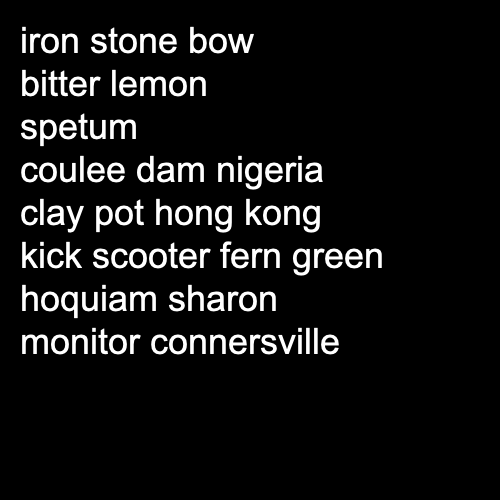 iron stone bow
bitter lemon
spetum
coulee dam nigeria
clay pot hong kong
kick scooter fern green
hoquiam sharon
monitor connersville